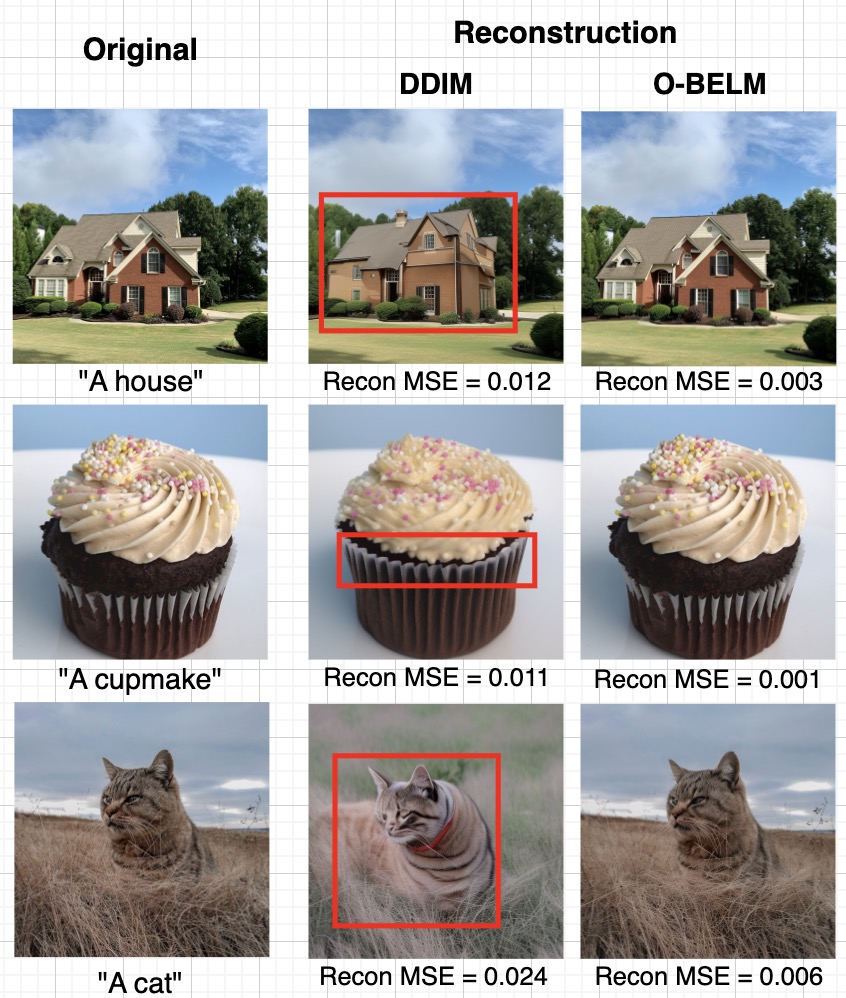 Original
Reconstruction
DDIM
O-BELM
"A house"
Recon MSE = 0.012
Recon MSE = 0.003
"A cupmake"
Recon MSE = 0.011
Recon MSE = 0.001
"A cat"
Recon MSE = 0.024
Recon MSE = 0.006